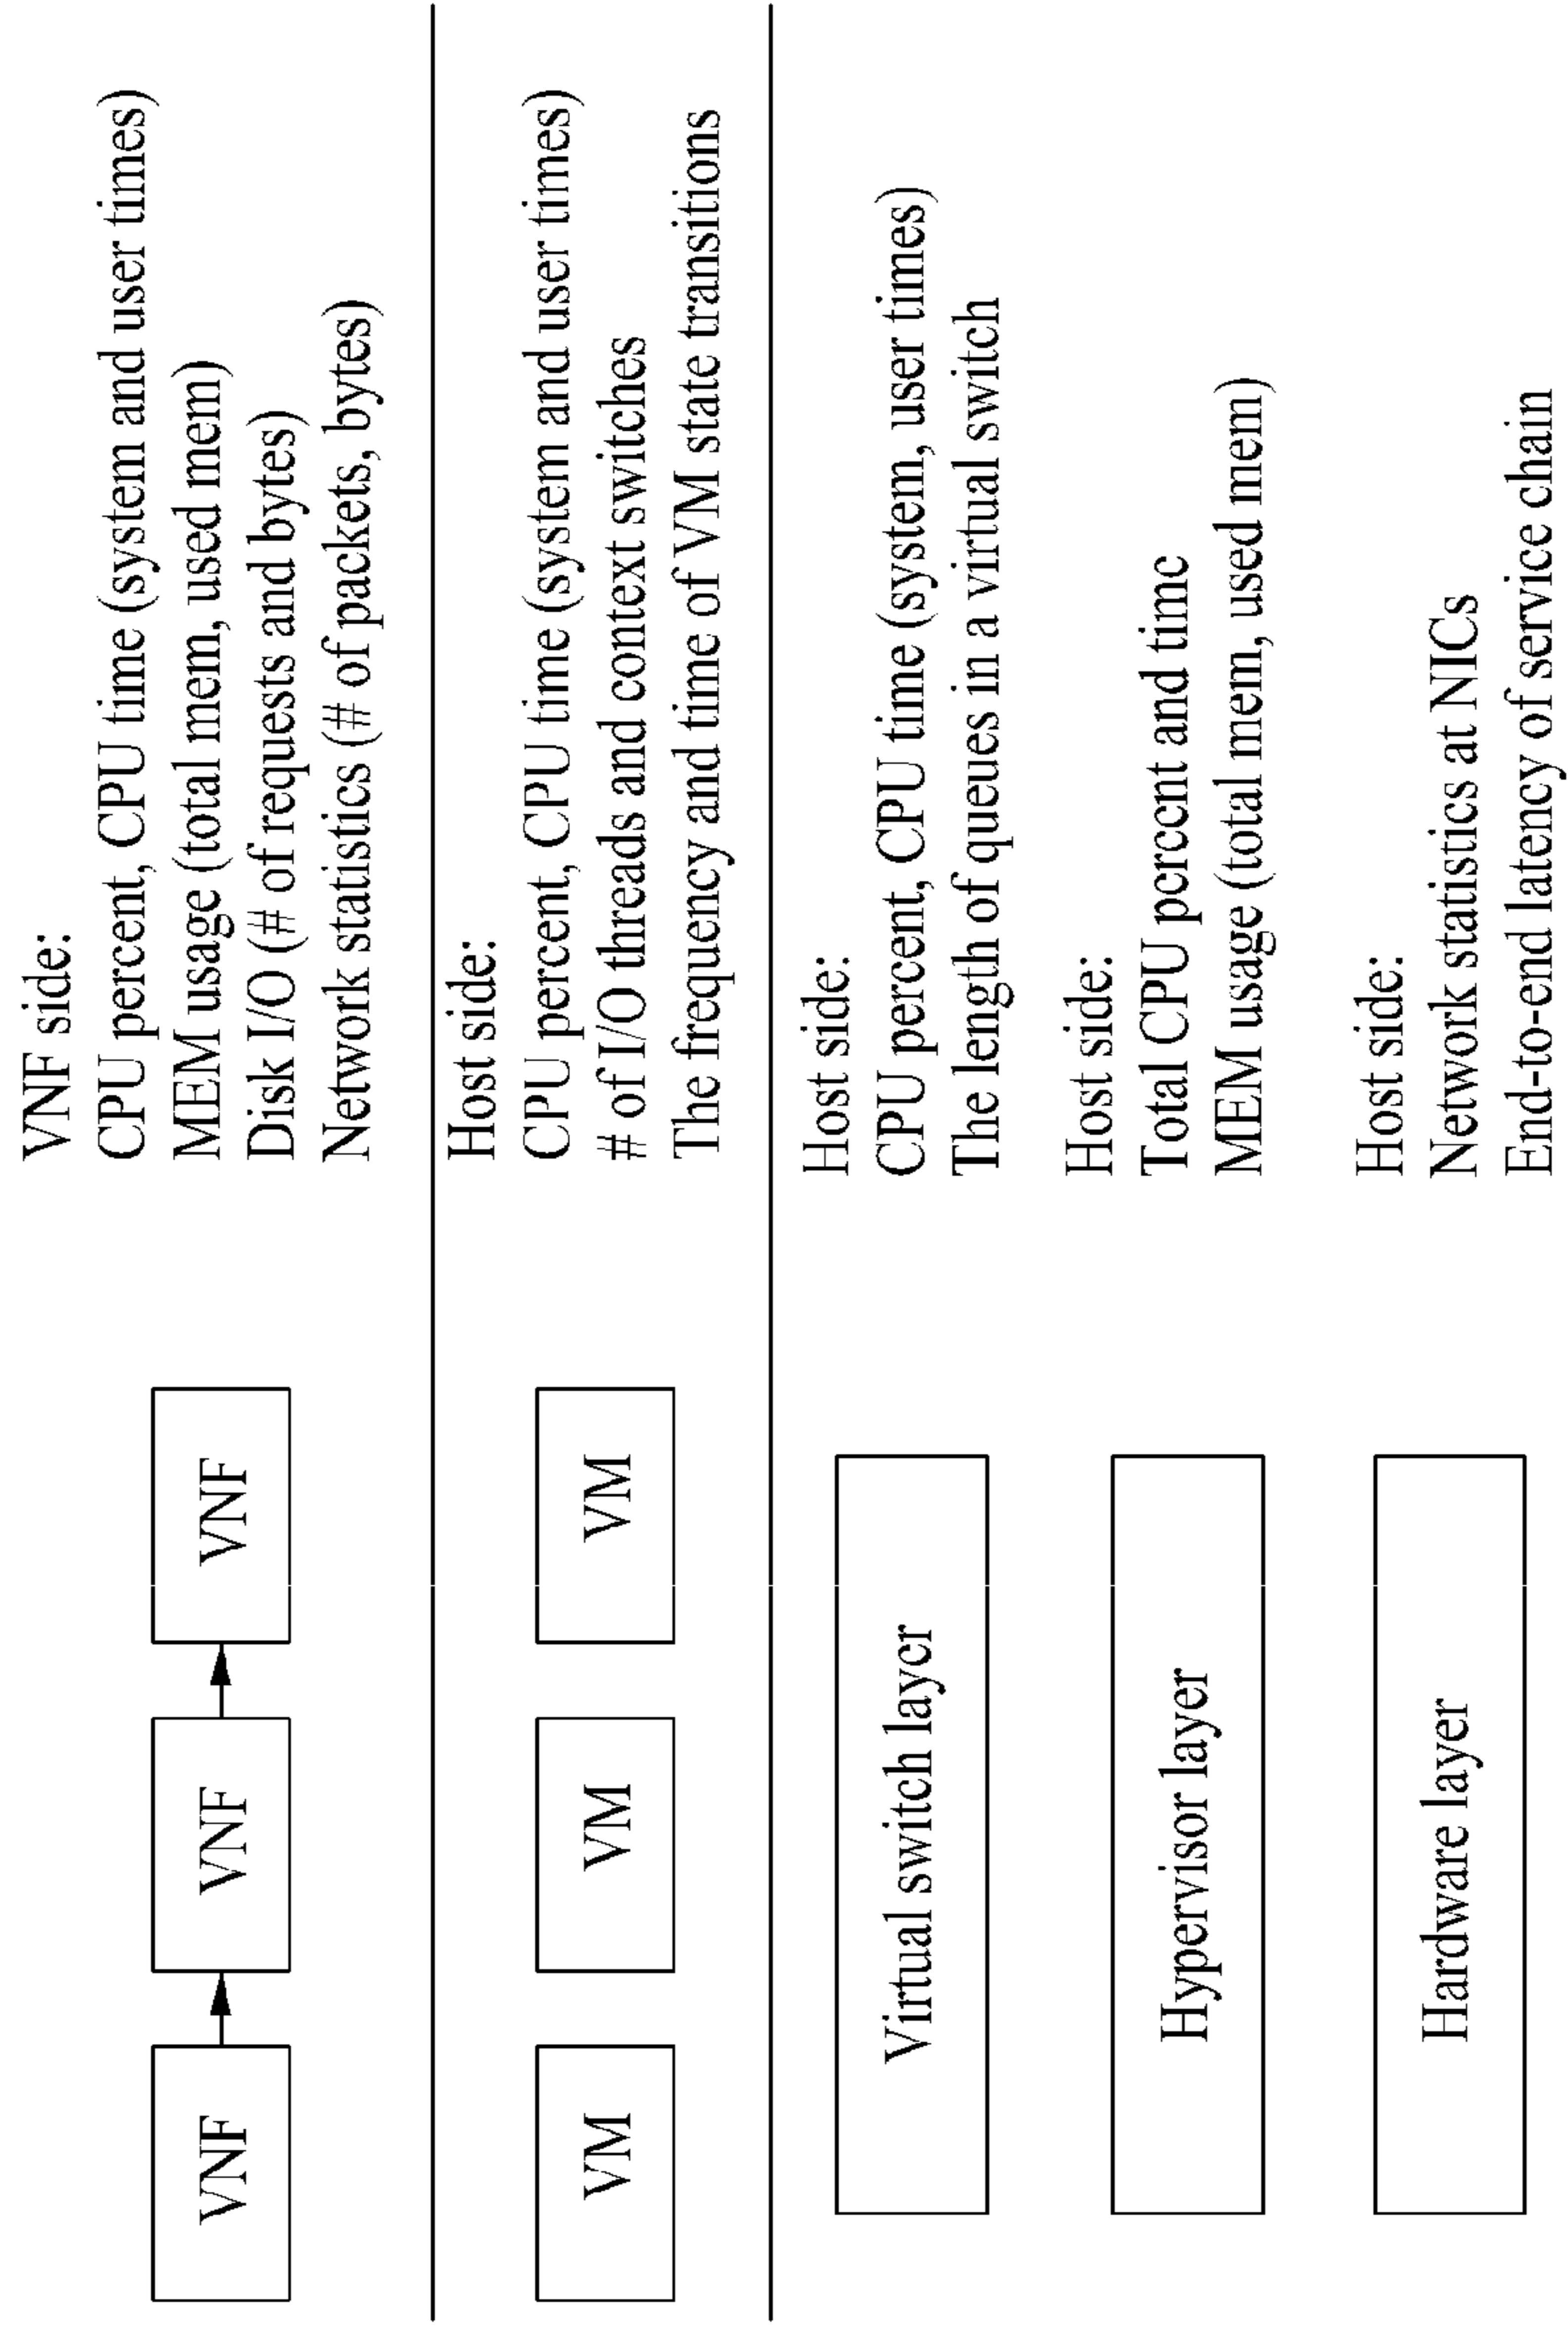 VNF
VNF
VNF
VNF side:
CPU percent, CPU time (system and user times)
MEM usage (total mem, used mem)
Disk I/O (# of requests and bytes)
Network statistics (# of packets, bytes)
VM
VM
VM
Host side:
CPU percent, CPU time (system and user times)
# of I/O threads and context switches
The frequency and time of VM state transitions
Virtual switch layer
Host side:
CPU percent, CPU time (system, user times)
The length of queues in a virtual switch
Hypervisor layer
Host side:
Total CPU percent and time
MEM usage (total mem, used mem)
Hardware layer
Host side:
Network statistics at NICs
End-to-end latency of service chain